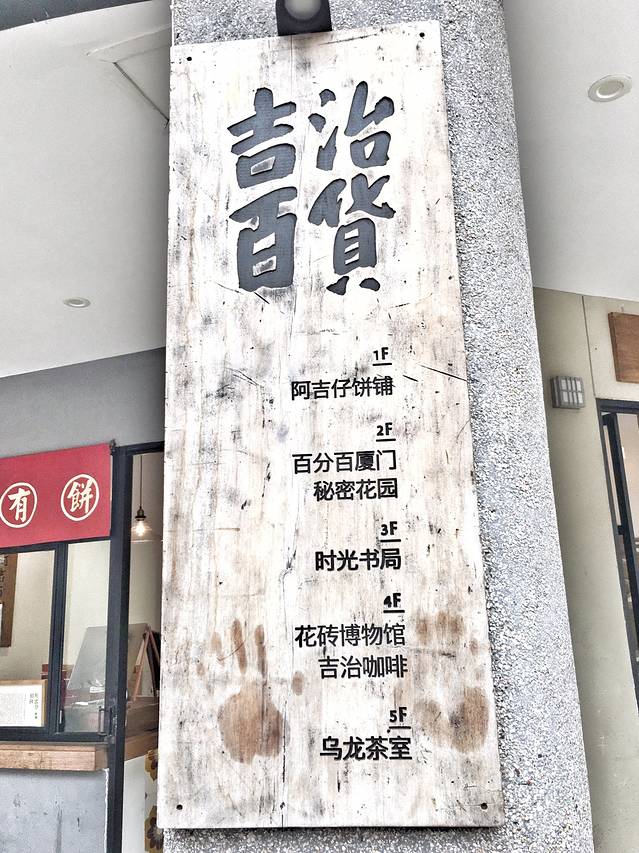 吉治
百货
1F
阿吉仔饼铺
2F
百分百厦门
秘密花园
3F
时光书局
4F
花砖博物馆
吉治咖啡
5F
乌龙茶室
有餅